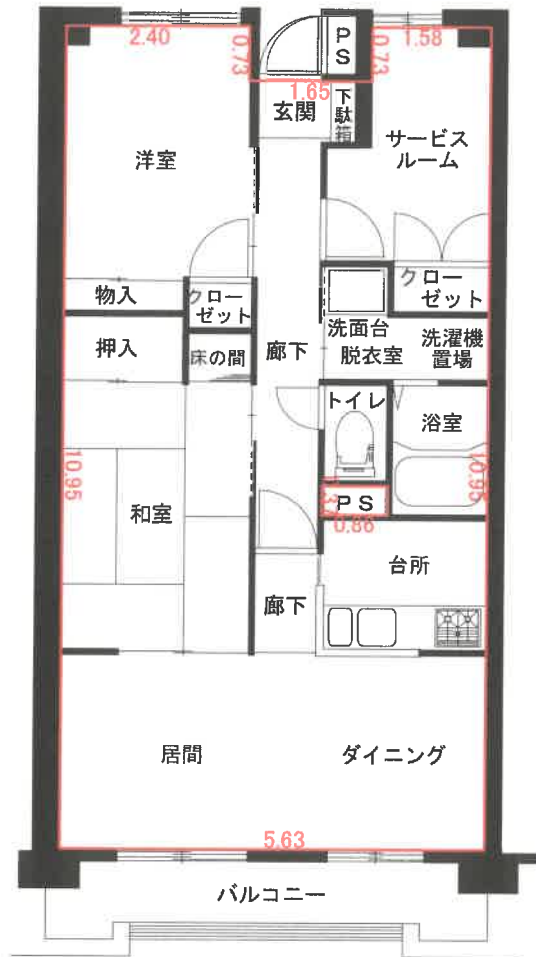 2.40
0.73
1.65
0.73
1.58
PS
玄関
下駄箱
洋室
サービス
ルーム
物入
クロー
ゼット
クロー
ゼット
押入
床の間
廊下
洗面台
脱衣室
洗濯機
置場
トイレ
浴室
10.95
10.95
和室
PS
0.86
台所
廊下
居間
ダイニング
5.63
バルコニー